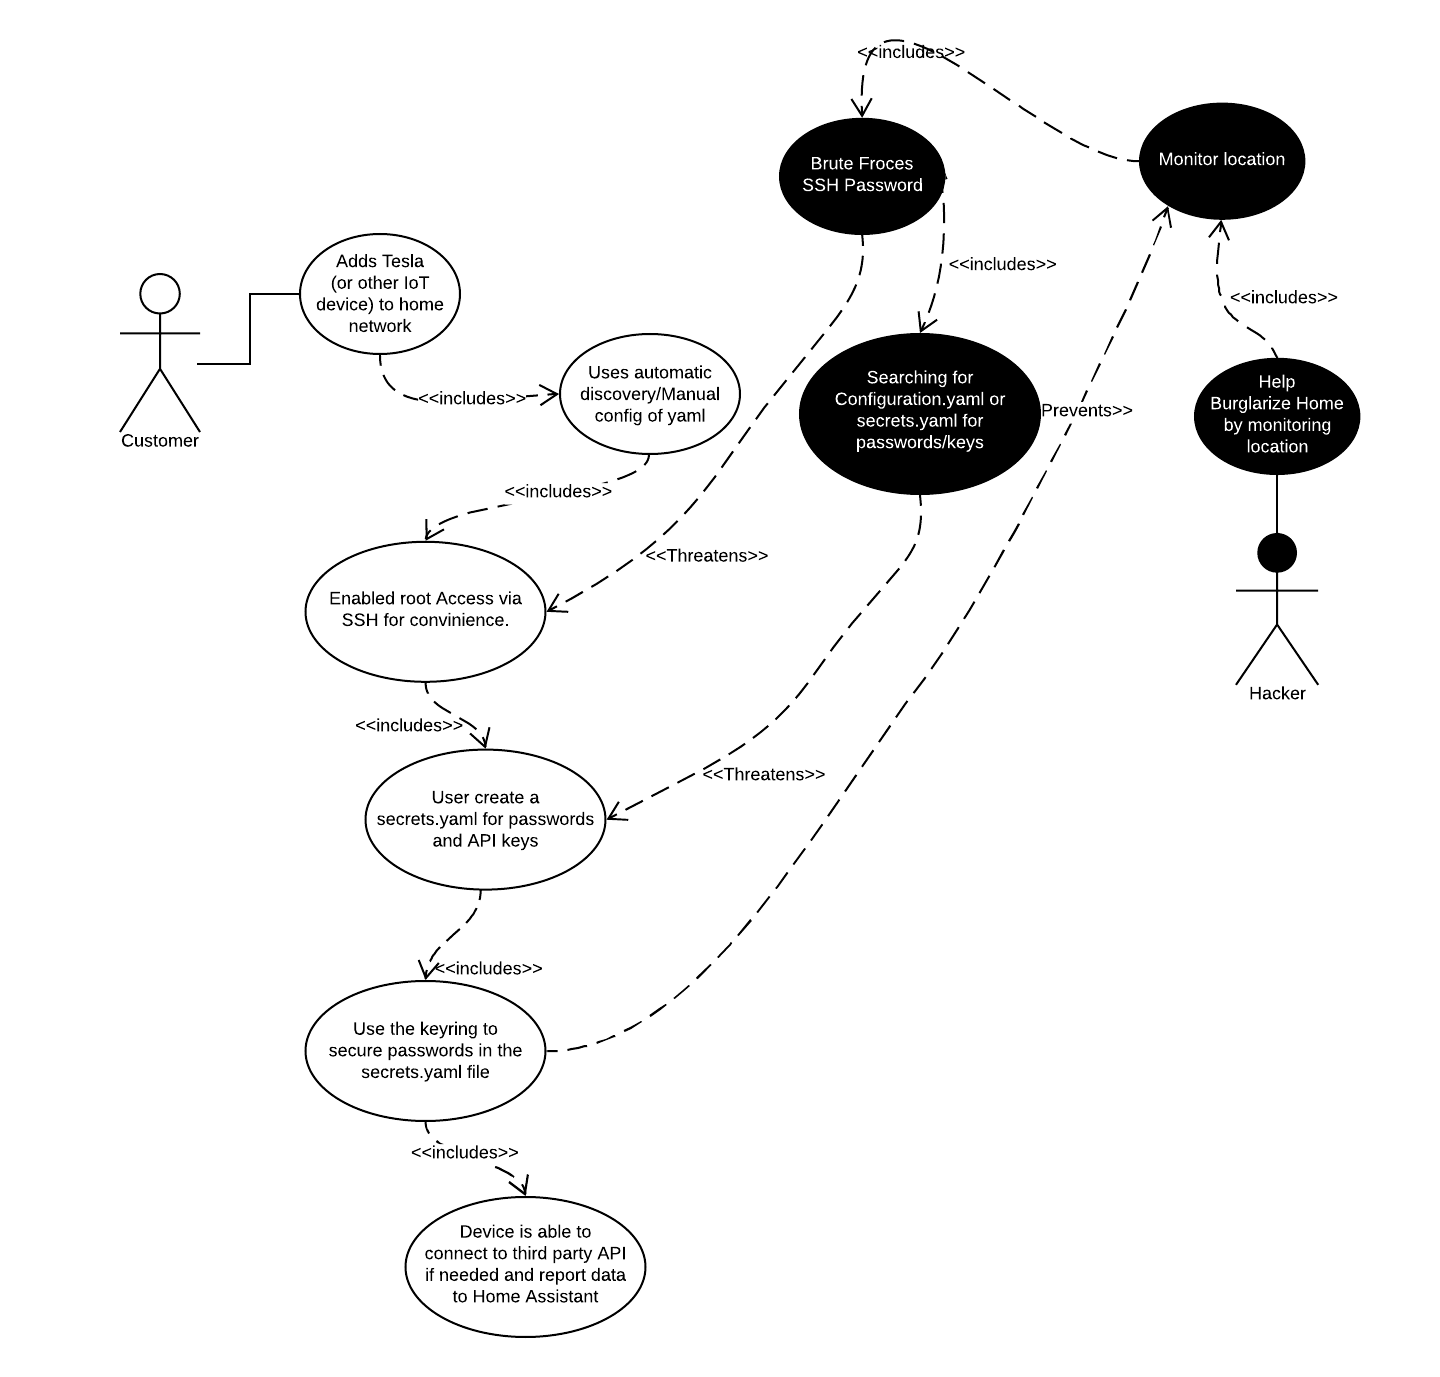 <<includes>>
Brute Froces
SSH Password
Monitor location
<<includes>>
<<includes>>
Adds Tesla
(or other IoT
device) to home
network
Customer
<<includes>>
Uses automatic
discovery/Manual
config of yaml
Searching for
Configuration.yaml or
secrets.yaml for
passwords/keys
Prevents>>
Help
Burglarize Home
by monitoring
location
<<includes>>
<<Threatens>>
Enabled root Access via
SSH for convinience.
Hacker
<<includes>>
<<Threatens>>
User create a
secrets.yaml for passwords
and API keys
<<includes>>
Use the keyring to
secure passwords in the
secrets.yaml file
<<includes>>
Device is able to
connect to third party API
if needed and report data
to Home Assistant